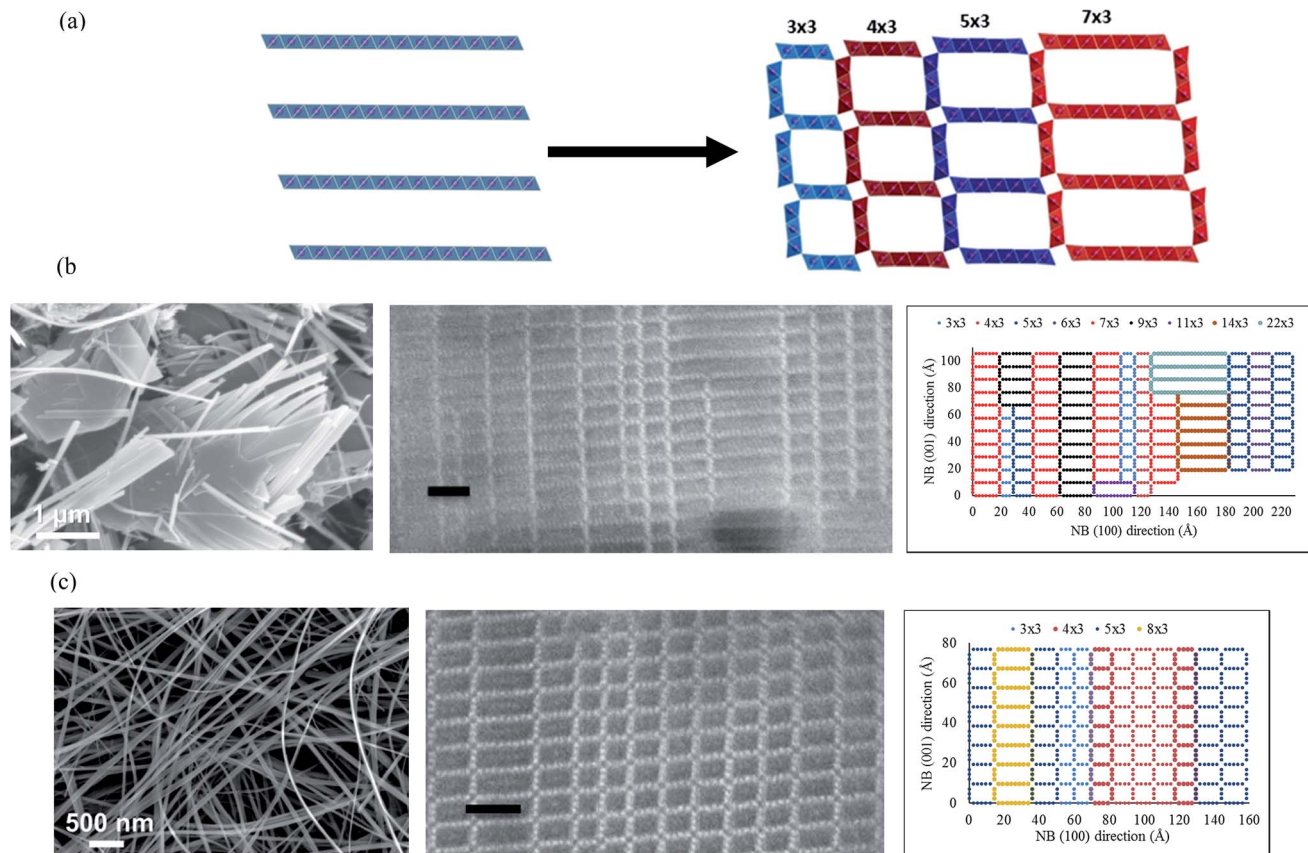 (a)
3x3 4x3 5x3 7x3
(b)
1 µm
3x3 4x3 5x3 6x3 7x3 9x3 11x3 14x3 22x3
NB (001) direction (Å)
100
80
60
40
20
0
0 20 40 60 80 100 120 140 160 180 200 220
NB (100) direction (Å)
(c)
500 nm
3x3 4x3 5x3 8x3
NB (001) direction (Å)
80
60
40
20
0
0 20 40 60 80 100 120 140 160
NB (100) direction (Å)